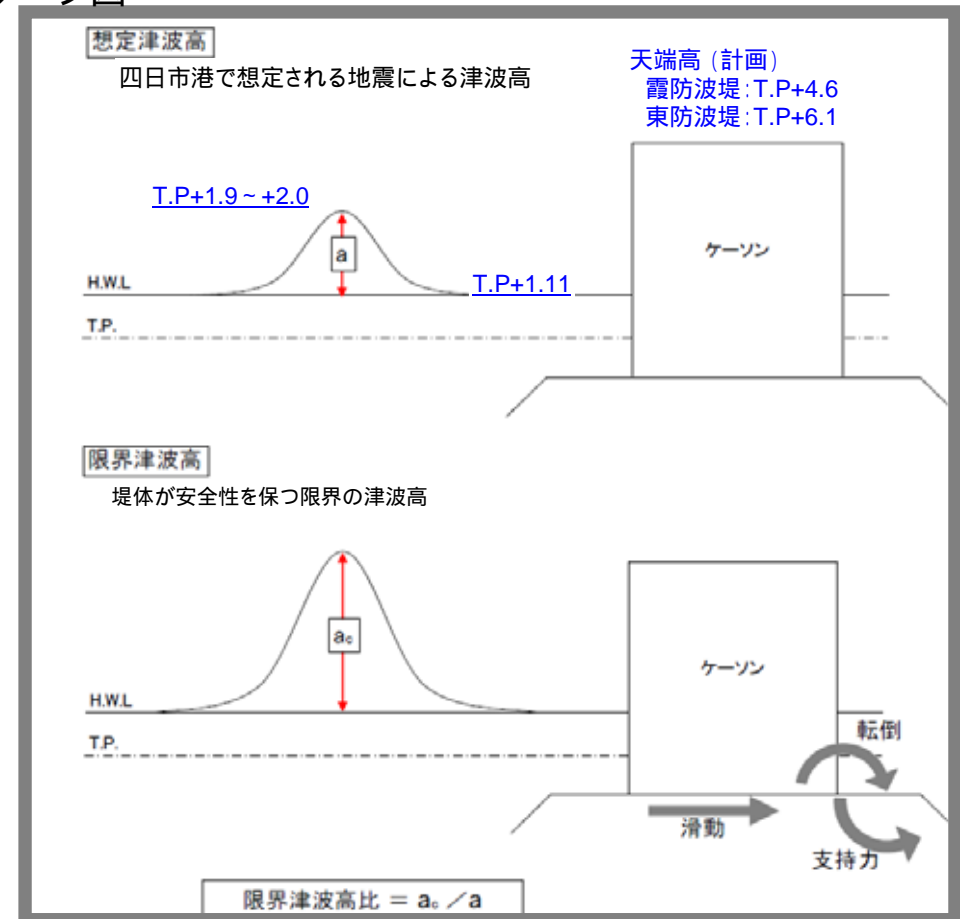 想定津波高
四日市港で想定される地震による津波高
天端高（計画）
霞防波堤：T.P+4.6
東防波堤：T.P+6.1
T.P+1.9～+2.0
a
ケーソン
H.W.L
T.P+1.11
T.P.
限界津波高
堤体が安全性を保つ限界の津波高
ac
ケーソン
H.W.L
転倒
T.P.
滑動
支持力
限界津波高比 ＝ ac ／a